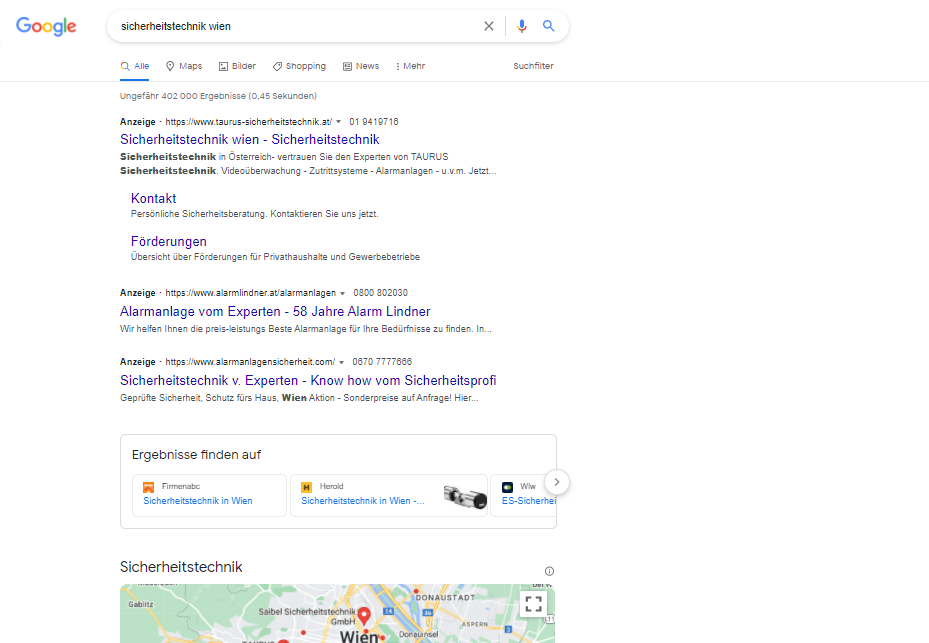 Google
sicherheitstechnik wien
Alle
Maps
Bilder
Shopping
News
Mehr
Suchfilter
Ungefähr 402 000 Ergebnisse (0,45 Sekunden)
Anzeige · https://www.taurus-sicherheitstechnik.at/ 01 9419716
Sicherheitstechnik wien - Sicherheitstechnik
Sicherheitstechnik in Österreich- vertrauen Sie den Experten von TAURUS
Sicherheitstechnik. Videoüberwachung - Zutrittsysteme - Alarmanlagen - u.v.m. Jetzt...
Kontakt
Persönliche Sicherheitsberatung. Kontaktieren Sie uns jetzt.
Förderungen
Übersicht über Förderungen für Privathaushalte und Gewerbebetriebe
Anzeige · https://www.alarmlindner.at/alarmanlagen 0800 802030
Alarmanlage vom Experten - 58 Jahre Alarm Lindner
Wir helfen Ihnen die preis-leistungs Beste Alarmanlage für Ihre Bedürfnisse zu finden. In...
Anzeige · https://www.alarmanlagensicherheit.com/ 0670 7777666
Sicherheitstechnik v. Experten - Know how vom Sicherheitsprofi
Geprüfte Sicherheit, Schutz fürs Haus, Wien Aktion - Sonderpreise auf Anfrage! Hier...
Ergebnisse finden auf
Firmenabc
Sicherheitstechnik in Wien
H
Herold
Sicherheitstechnik in Wien -...
Wlw
ES-Sicherhei
Sicherheitstechnik
Gablitz
DONAUSTADT
Saibel Sicherheitstechnik
GmbH
14
3b
ASPERN
3
Wien
Donauinsel